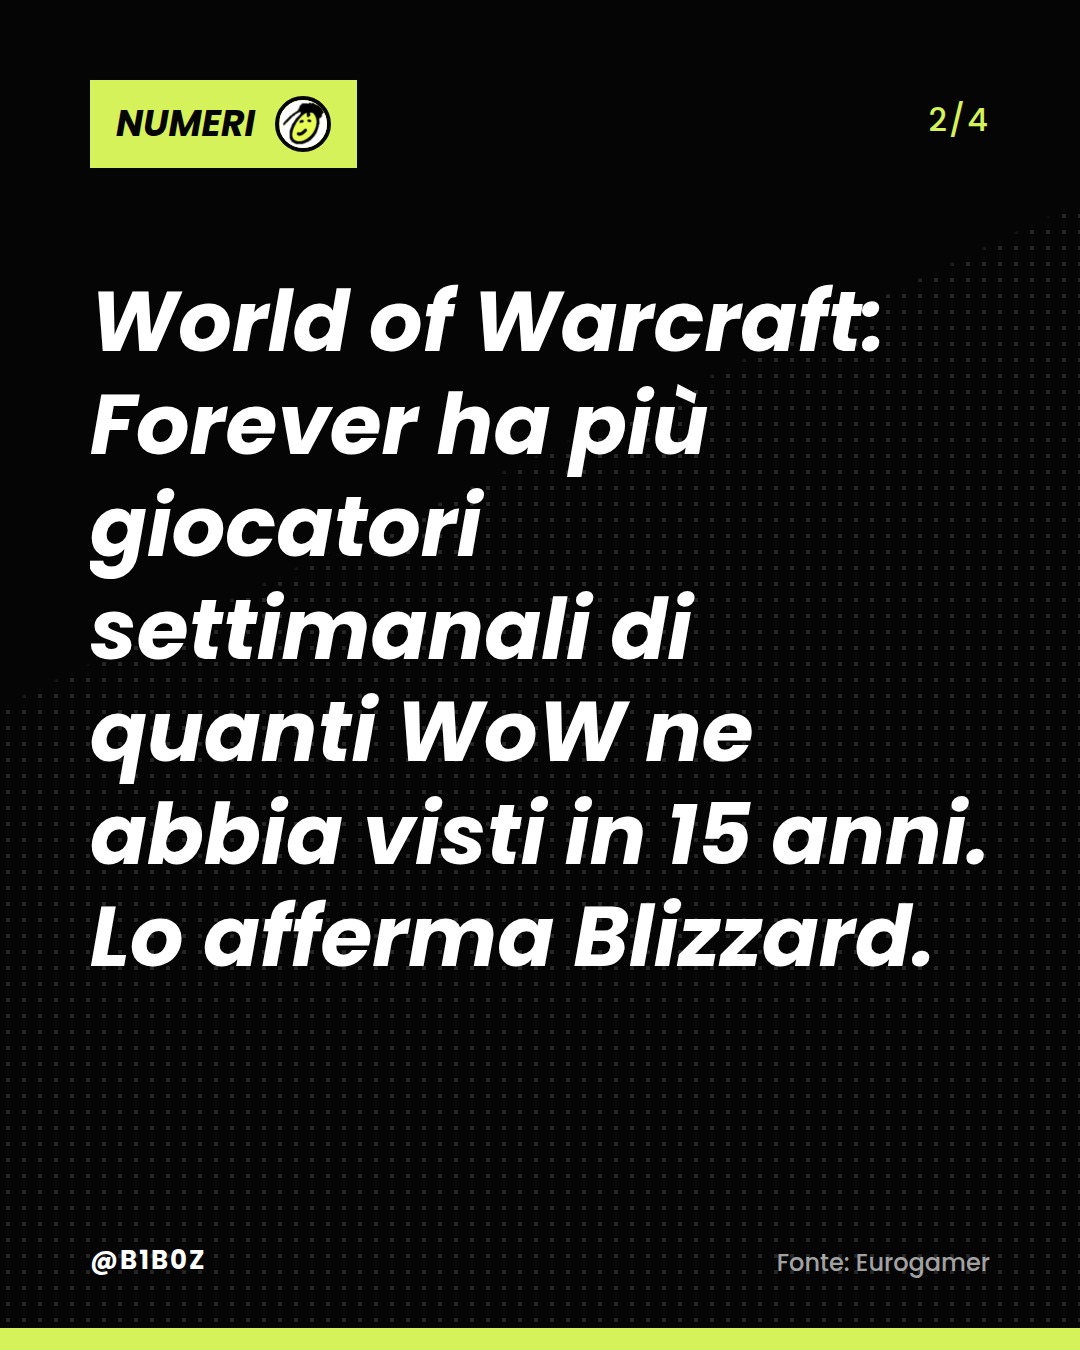 NUMERI
2/4
World of Warcraft:
Forever ha più
giocatori
settimanali di
quanti WoW ne
abbia visti in 15 anni.
Lo afferma Blizzard.
@B1B0Z
Fonte: Eurogamer